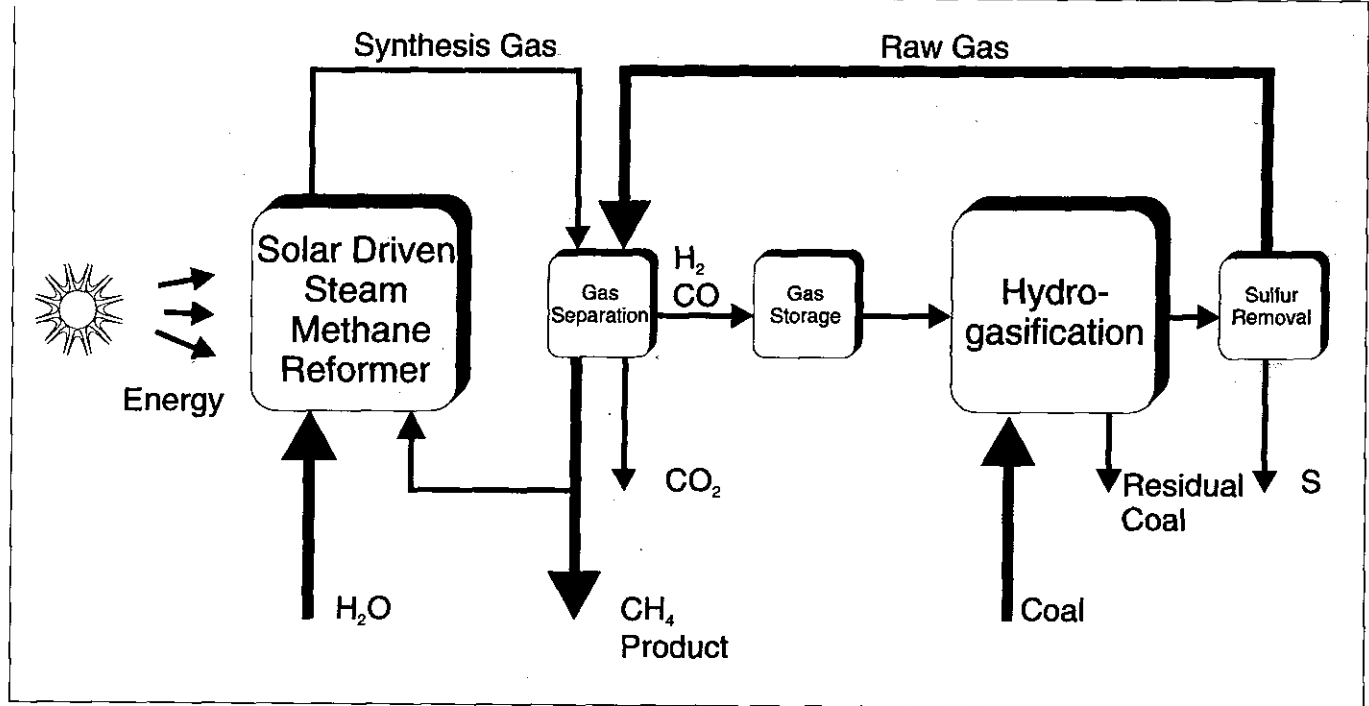 Synthesis Gas
Raw Gas
Solar Driven
Steam
Methane
Reformer
Energy
Gas
Separation
H₂
CO
Gas
Storage
Hydro-
gasification
Sulfur
Removal
CO₂
Residual
Coal
S
H₂O
CH₄
Product
Coal